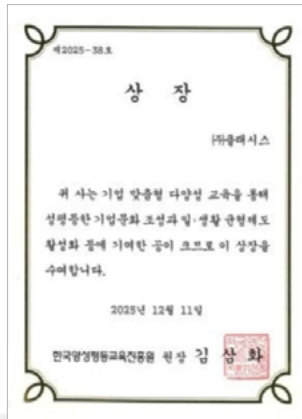 제2025-38호
상 장
(주)클래시스
귀 사는 기업 맞춤형 다양성 교육을 통해
성평등한 기업문화 조성과 일·생활 균형제도
활성화 등에 기여한 공이 크므로 이 상장을
수여합니다.
2025년 12월 11일
한국양성평등교육진흥원 원장 김 삼 화